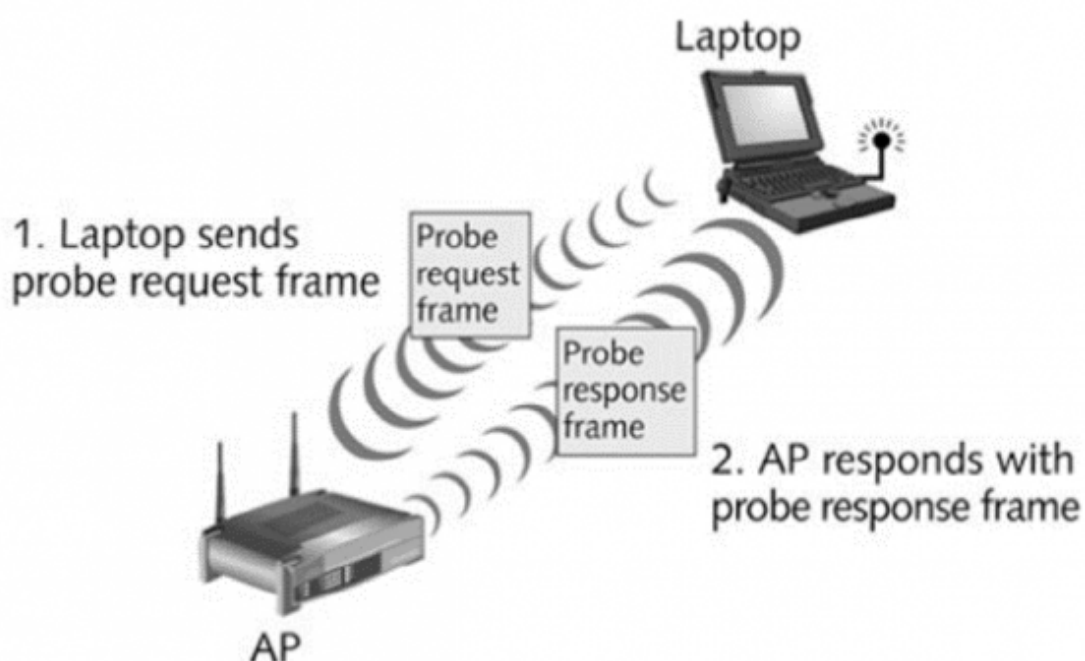 Laptop
1. Laptop sends
probe request frame
Probe
request
frame
Probe
response
frame
2. AP responds with
probe response frame
AP